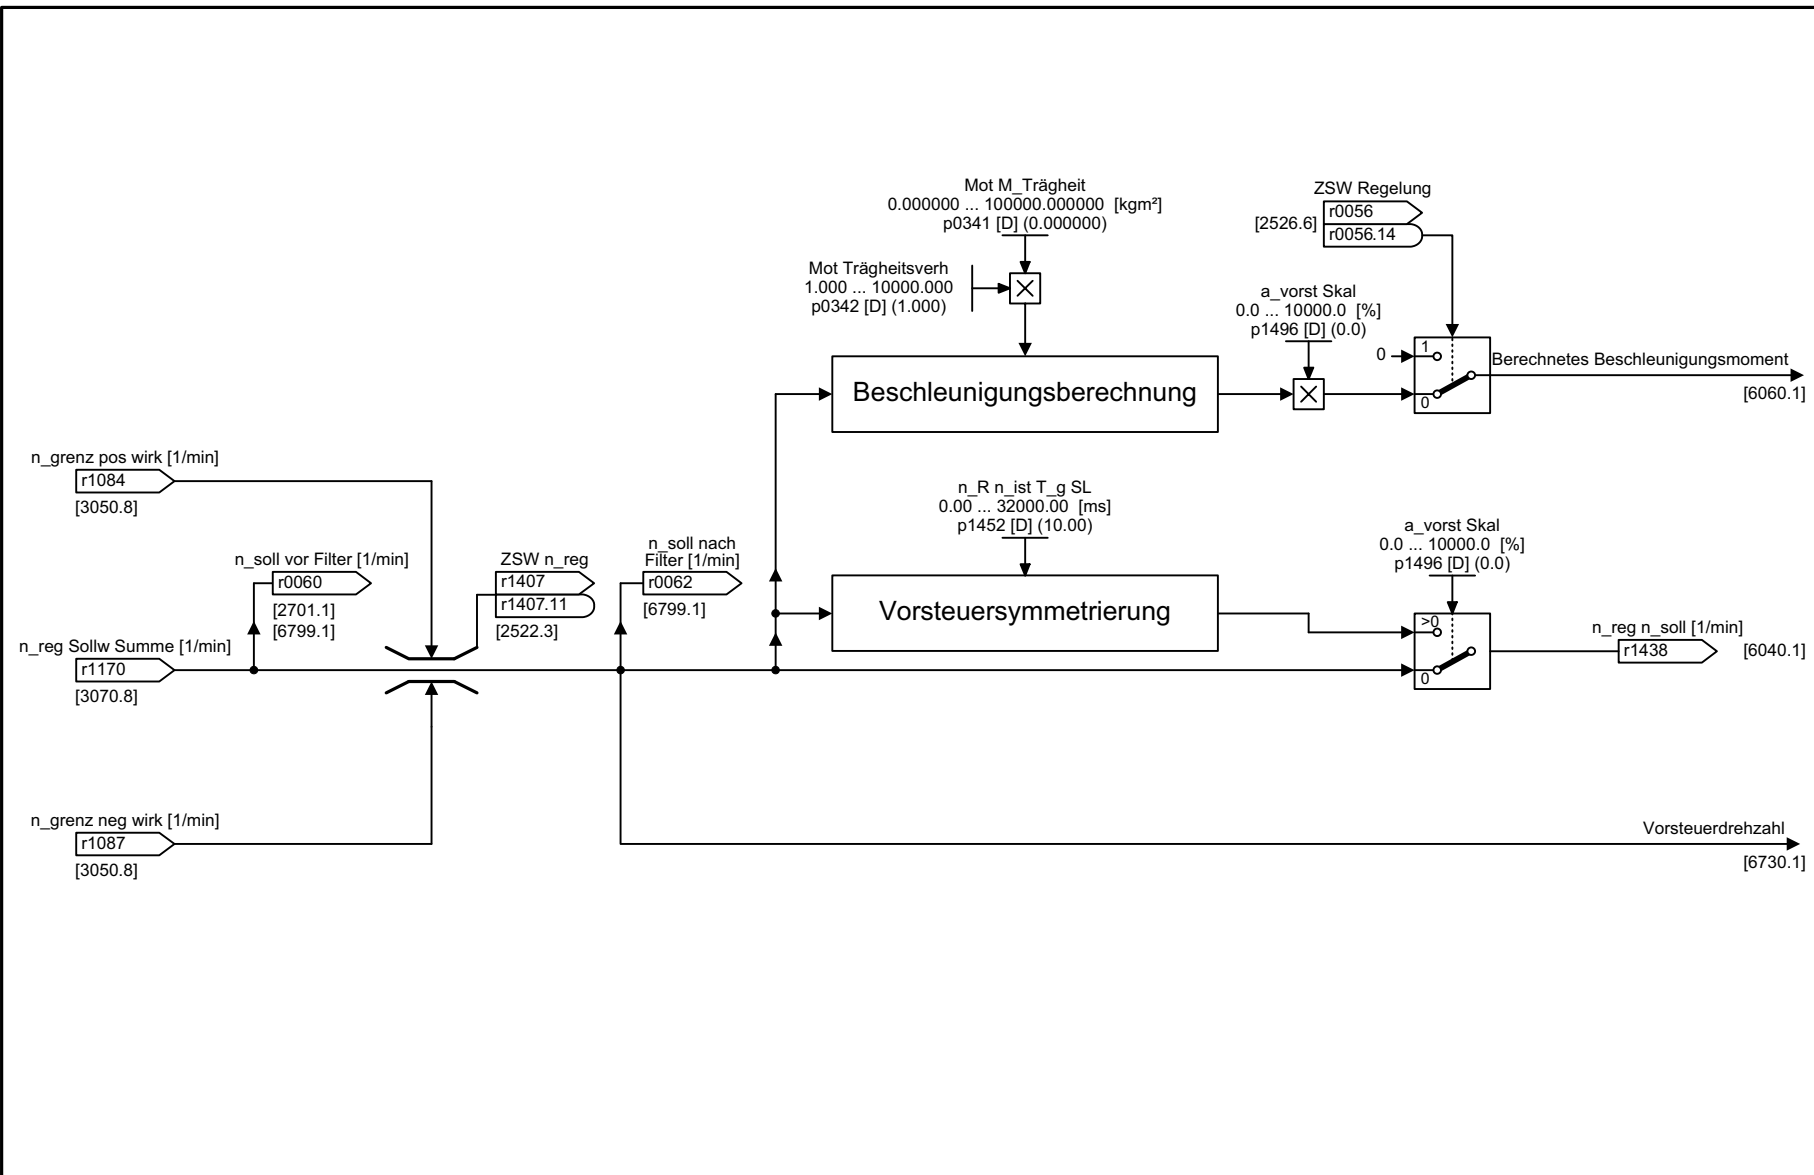 Mot M_Trägheit
0.000000 ... 100000.000000 [kgm²]
p0341 [D] (0.000000)
ZSW Regelung
r0056
[2526.6]
r0056.14
Mot Trägheitsverh
1.000 ... 10000.000
p0342 [D] (1.000)
a_vorst Skal
0.0 ... 10000.0 [%]
p1496 [D] (0.0)
0
1
0
Berechnetes Beschleunigungsmoment
[6060.1]
Beschleunigungsberechnung
n_grenz pos wirk [1/min]
r1084
[3050.8]
n_R n_ist T_g SL
0.00 ... 32000.00 [ms]
p1452 [D] (10.00)
a_vorst Skal
0.0 ... 10000.0 [%]
p1496 [D] (0.0)
n_soll vor Filter [1/min]
r0060
[2701.1]
[6799.1]
ZSW n_reg
r1407
r1407.11
[2522.3]
n_soll nach
Filter [1/min]
r0062
[6799.1]
Vorsteuersymmetrierung
>0
0
n_reg n_soll [1/min]
r1438
[6040.1]
n_reg Sollw Summe [1/min]
r1170
[3070.8]
n_grenz neg wirk [1/min]
r1087
[3050.8]
Vorsteuerdrehzahl
[6730.1]